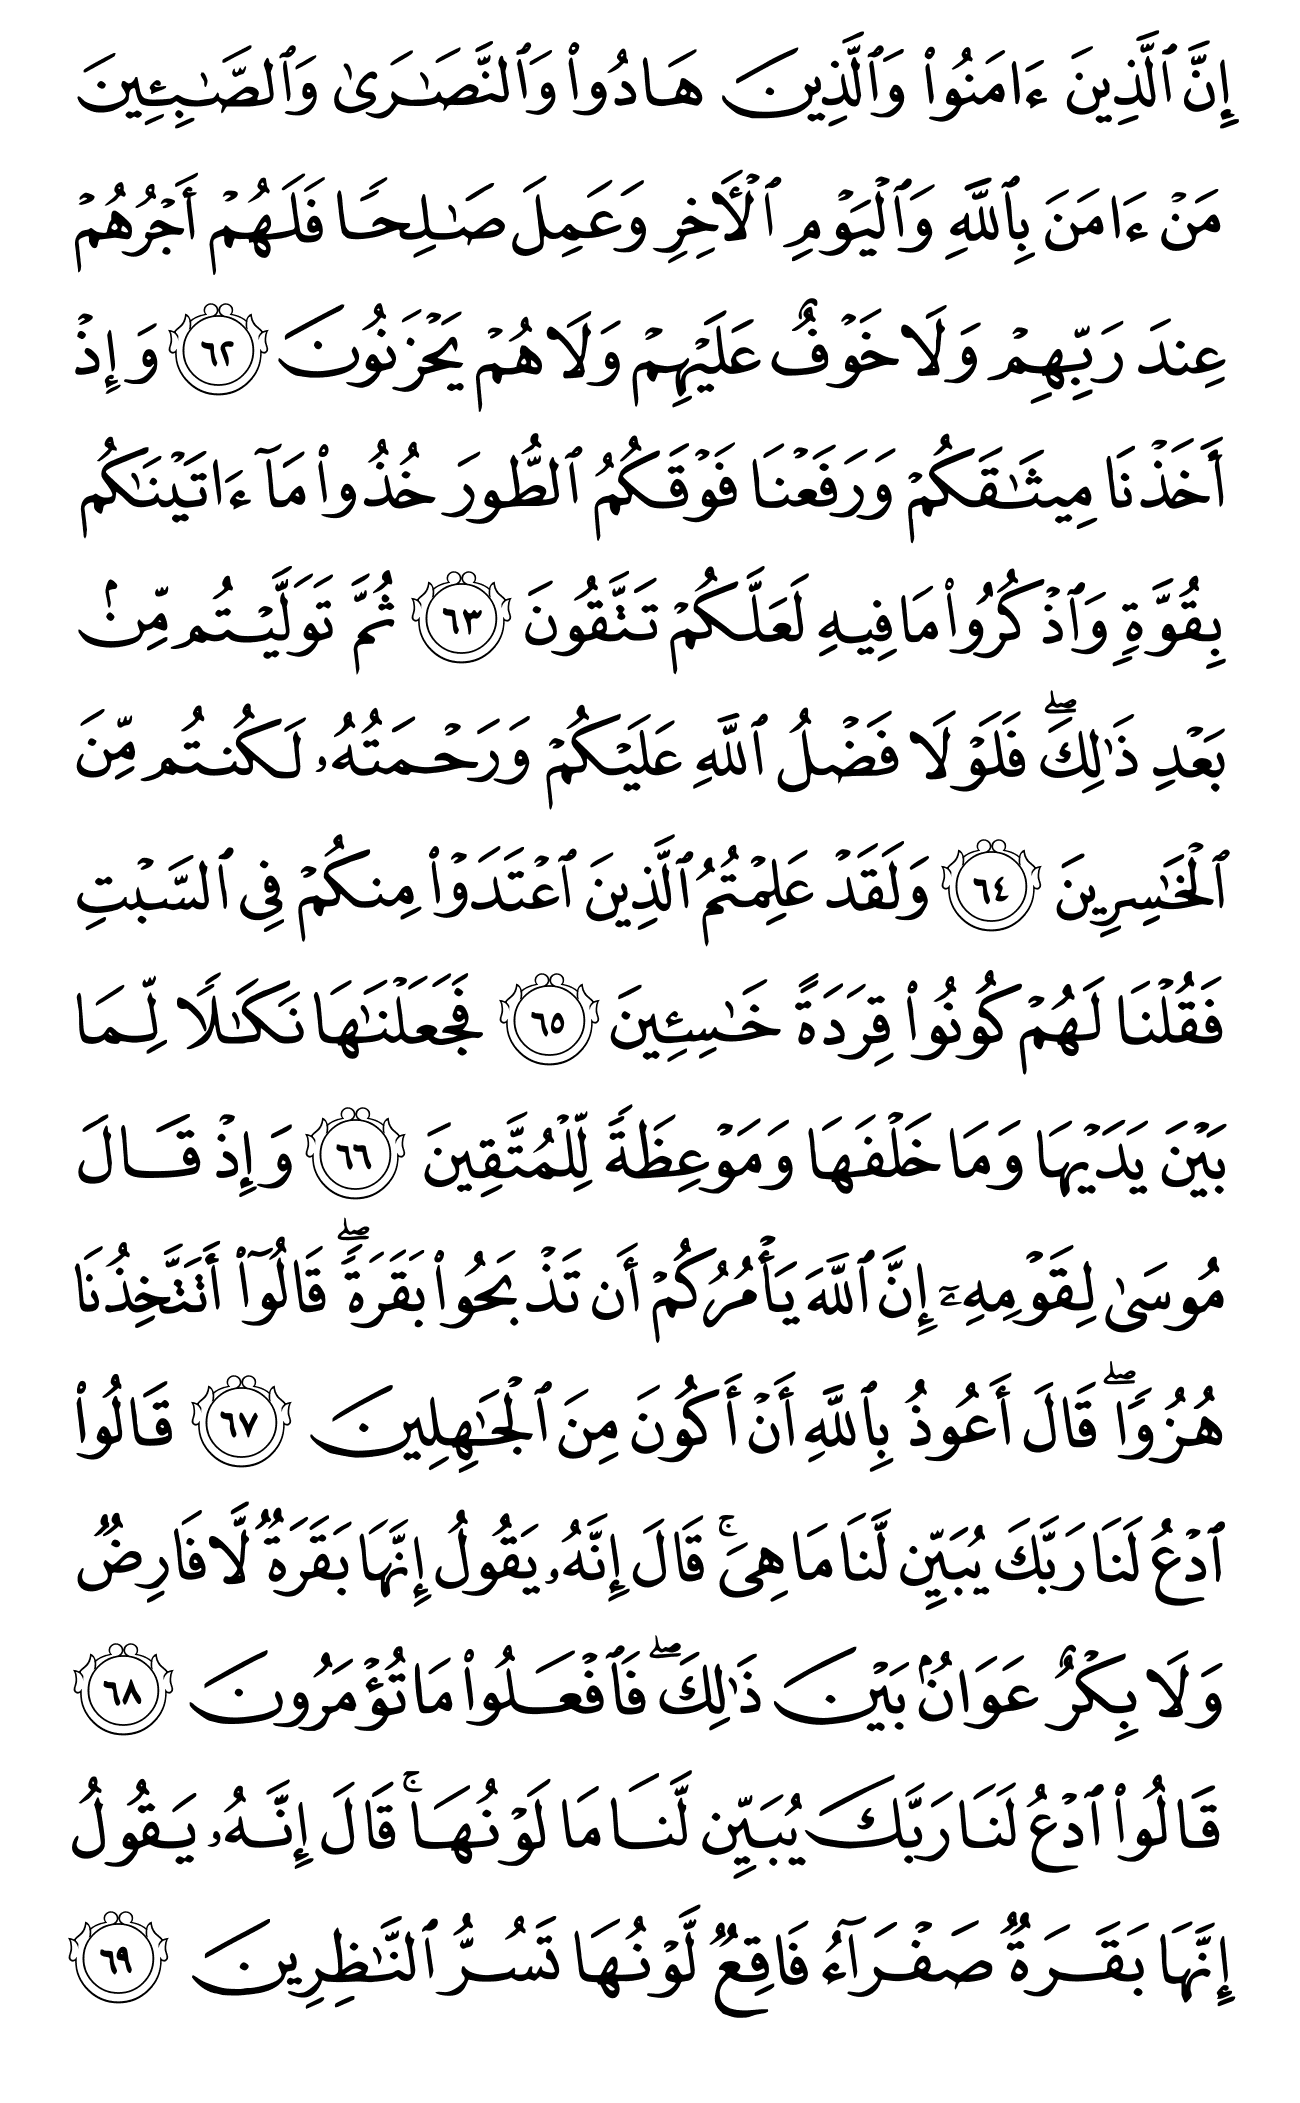 إِنَّ ٱلَّذِينَ ءَامَنُوا۟ وَٱلَّذِينَ هَادُوا۟ وَٱلنَّصَٰرَىٰ وَٱلصَّٰبِـِٔينَ
مَنْ ءَامَنَ بِٱللَّهِ وَٱلْيَوْمِ ٱلْـَٔاخِرِ وَعَمِلَ صَٰلِحًا فَلَهُمْ أَجْرُهُمْ
عِندَ رَبِّهِمْ وَلَا خَوْفٌ عَلَيْهِمْ وَلَا هُمْ يَحْزَنُونَ ٦٢ وَإِذْ
أَخَذْنَا مِيثَٰقَكُمْ وَرَفَعْنَا فَوْقَكُمُ ٱلطُّورَ خُذُوا۟ مَآ ءَاتَيْنَٰكُم
بِقُوَّةٍ وَٱذْكُرُوا۟ مَا فِيهِ لَعَلَّكُمْ تَتَّقُونَ ٦٣ ثُمَّ تَوَلَّيْتُم مِّنۢ
بَعْدِ ذَٰلِكَ ۖ فَلَوْلَا فَضْلُ ٱللَّهِ عَلَيْكُمْ وَرَحْمَتُهُۥ لَكُنتُم مِّنَ
ٱلْخَٰسِرِينَ ٦٤ وَلَقَدْ عَلِمْتُمُ ٱلَّذِينَ ٱعْتَدَوْا۟ مِنكُمْ فِى ٱلسَّبْتِ
فَقُلْنَا لَهُمْ كُونُوا۟ قِرَدَةً خَٰسِـِٔينَ ٦٥ فَجَعَلْنَٰهَا نَكَٰلًا لِّمَا
بَيْنَ يَدَيْهَا وَمَا خَلْفَهَا وَمَوْعِظَةً لِّلْمُتَّقِينَ ٦٦ وَإِذْ قَالَ
مُوسَىٰ لِقَوْمِهِۦٓ إِنَّ ٱللَّهَ يَأْمُرُكُمْ أَن تَذْبَحُوا۟ بَقَرَةً ۖ قَالُوٓا۟ أَتَتَّخِذُنَا
هُزُوًا ۖ قَالَ أَعُوذُ بِٱللَّهِ أَنْ أَكُونَ مِنَ ٱلْجَٰهِلِينَ ٦٧ قَالُوا۟
ٱدْعُ لَنَا رَبَّكَ يُبَيِّن لَّنَا مَا هِىَ ۚ قَالَ إِنَّهُۥ يَقُولُ إِنَّهَا بَقَرَةٌ لَّا فَارِضٌ
وَلَا بِكْرٌ عَوَانٌۢ بَيْنَ ذَٰلِكَ ۖ فَٱفْعَلُوا۟ مَا تُؤْمَرُونَ ٦٨
قَالُوا۟ ٱدْعُ لَنَا رَبَّكَ يُبَيِّن لَّنَا مَا لَوْنُهَا ۚ قَالَ إِنَّهُۥ يَقُولُ
إِنَّهَا بَقَرَةٌ صَفْرَآءُ فَاقِعٌ لَّوْنُهَا تَسُرُّ ٱلنَّٰظِرِينَ ٦٩